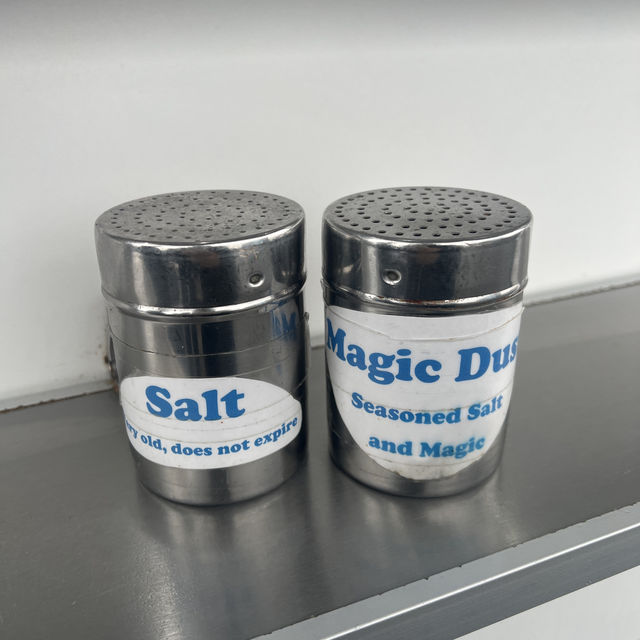 Salt
ry old, does not expire
Magic Dus
Seasoned Salt
and Magic